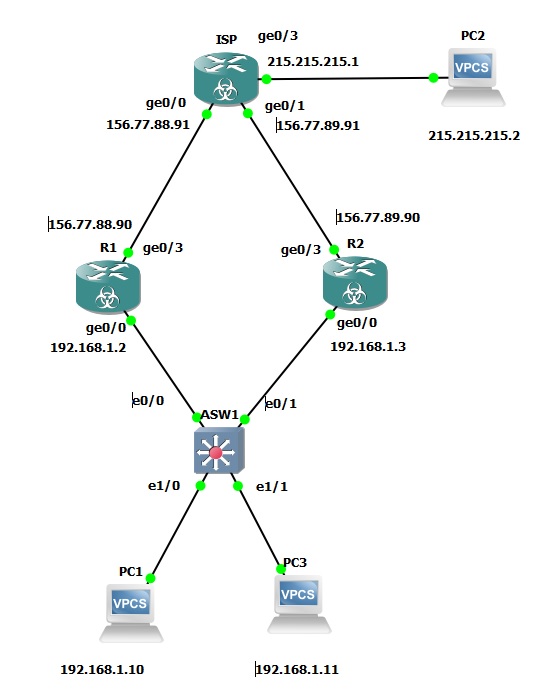 ISP
ge0/3
PC2
215.215.215.1
VPCS
ge0/0
ge0/1
156.77.88.91
156.77.89.91
215.215.215.2
156.77.88.90
156.77.89.90
R1
ge0/3
ge0/3
R2
ge0/0
ge0/0
192.168.1.2
192.168.1.3
e0/0
e0/1
ASW1
e1/0
e1/1
PC1
PC3
VPCS
VPCS
192.168.1.10
192.168.1.11